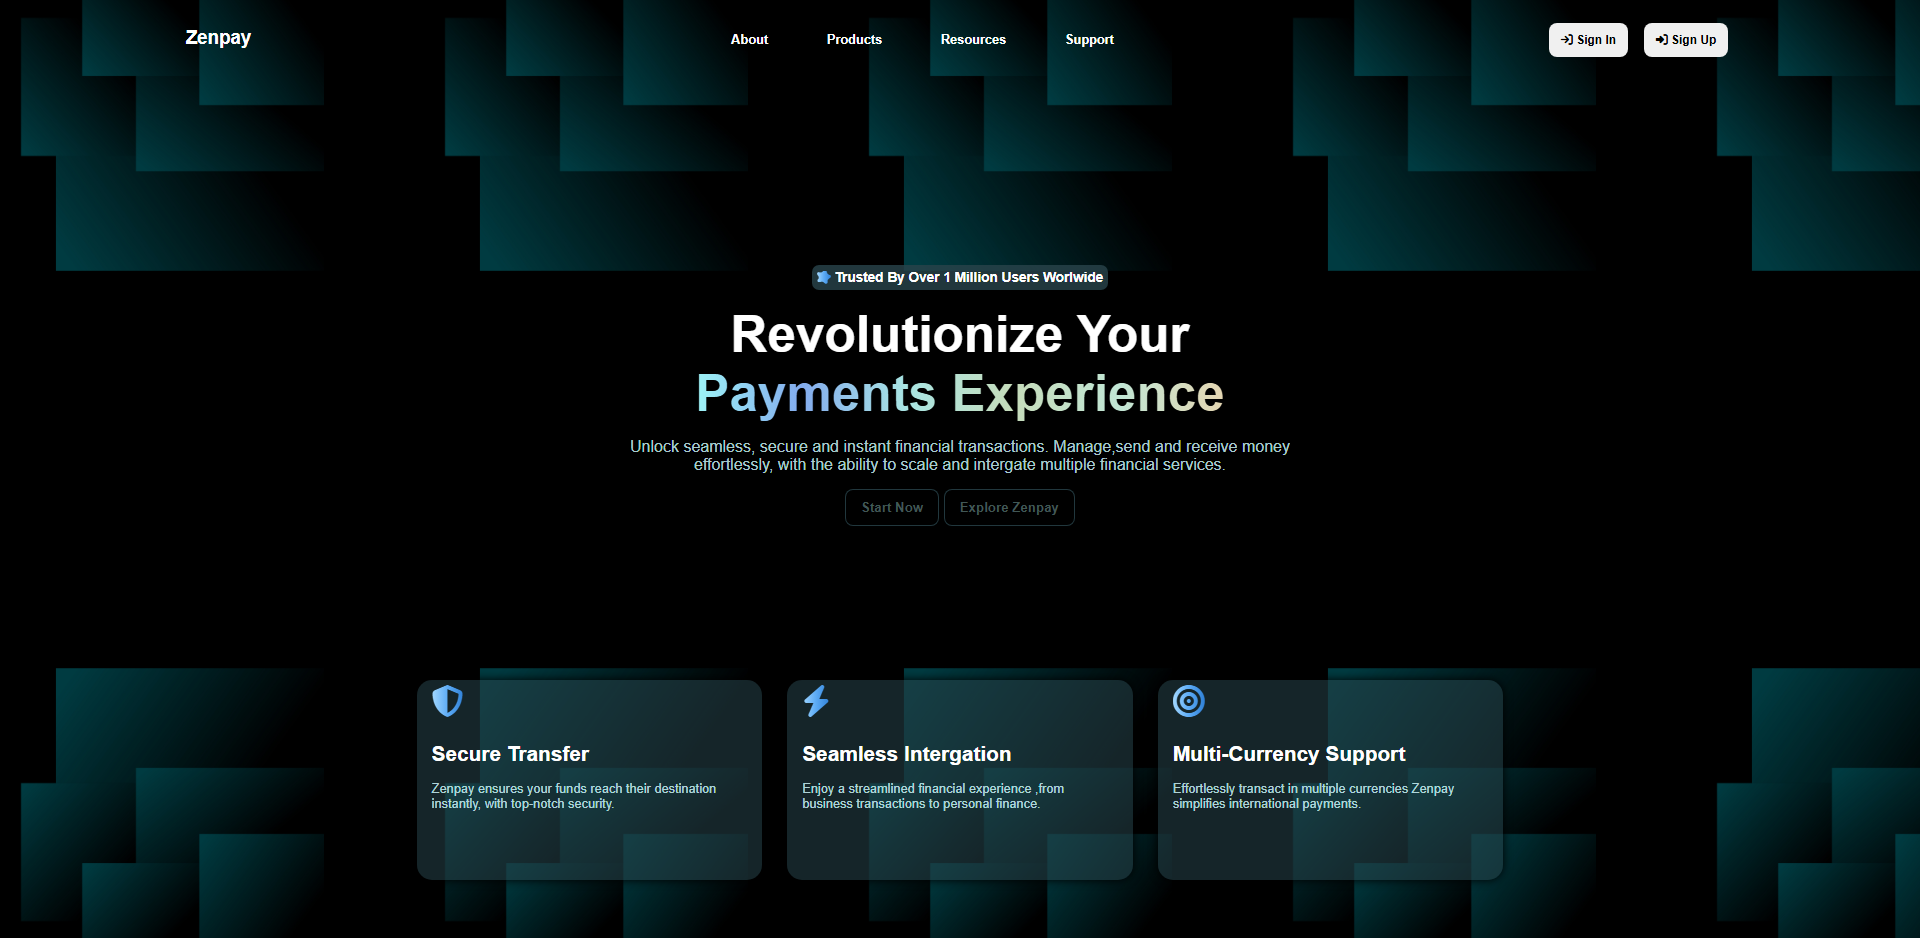 Zenpay
About
Products
Resources
Support
Sign In
Sign Up
Trusted By Over 1 Million Users Worlwide
Revolutionize Your
Payments Experience
Unlock seamless, secure and instant financial transactions. Manage,send and receive money
effortlessly, with the ability to scale and intergate multiple financial services.
Start Now
Explore Zenpay
Secure Transfer
Zenpay ensures your funds reach their destination
instantly, with top-notch security.
Seamless Intergation
Enjoy a streamlined financial experience ,from
business transactions to personal finance.
Multi-Currency Support
Effortlessly transact in multiple currencies Zenpay
simplifies international payments.